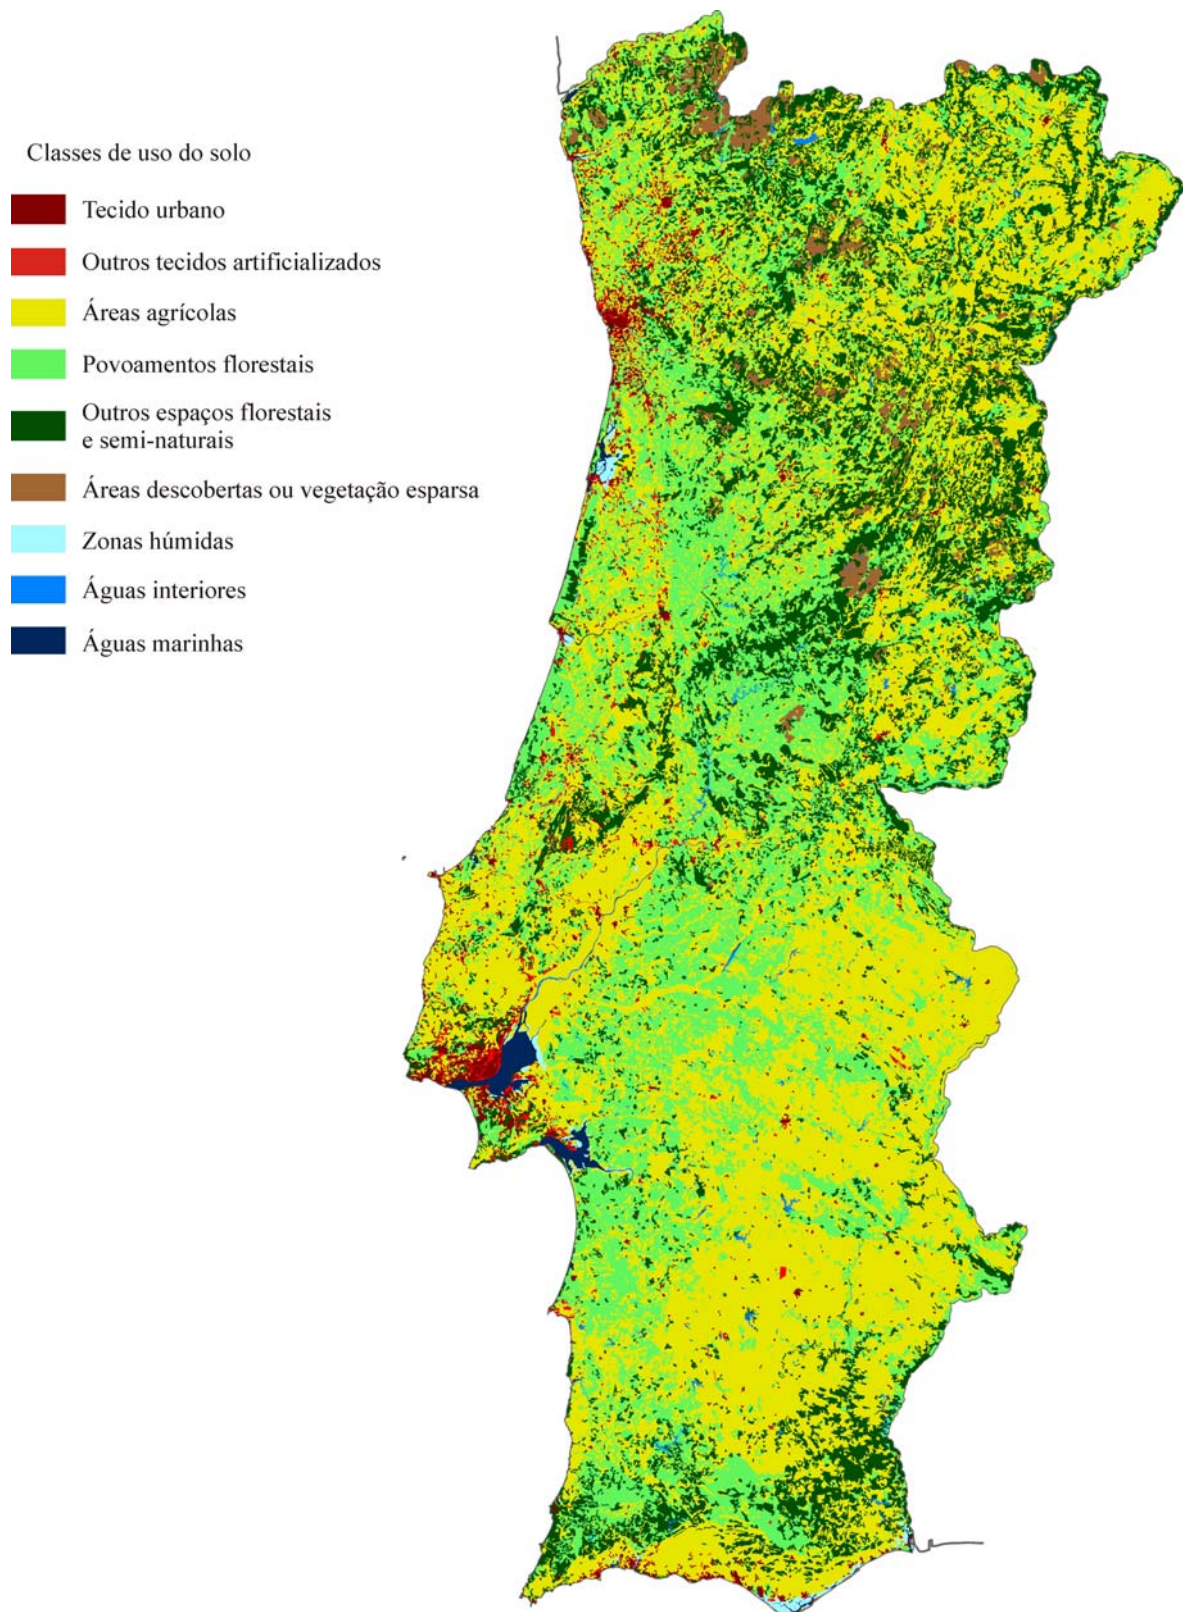 Classes de uso do solo
Tecido urbano
Outros tecidos artificializados
Áreas agrícolas
Povoamentos florestais
Outros espaços florestais
e semi-naturais
Áreas descobertas ou vegetação esparsa
Zonas húmidas
Águas interiores
Águas marinhas